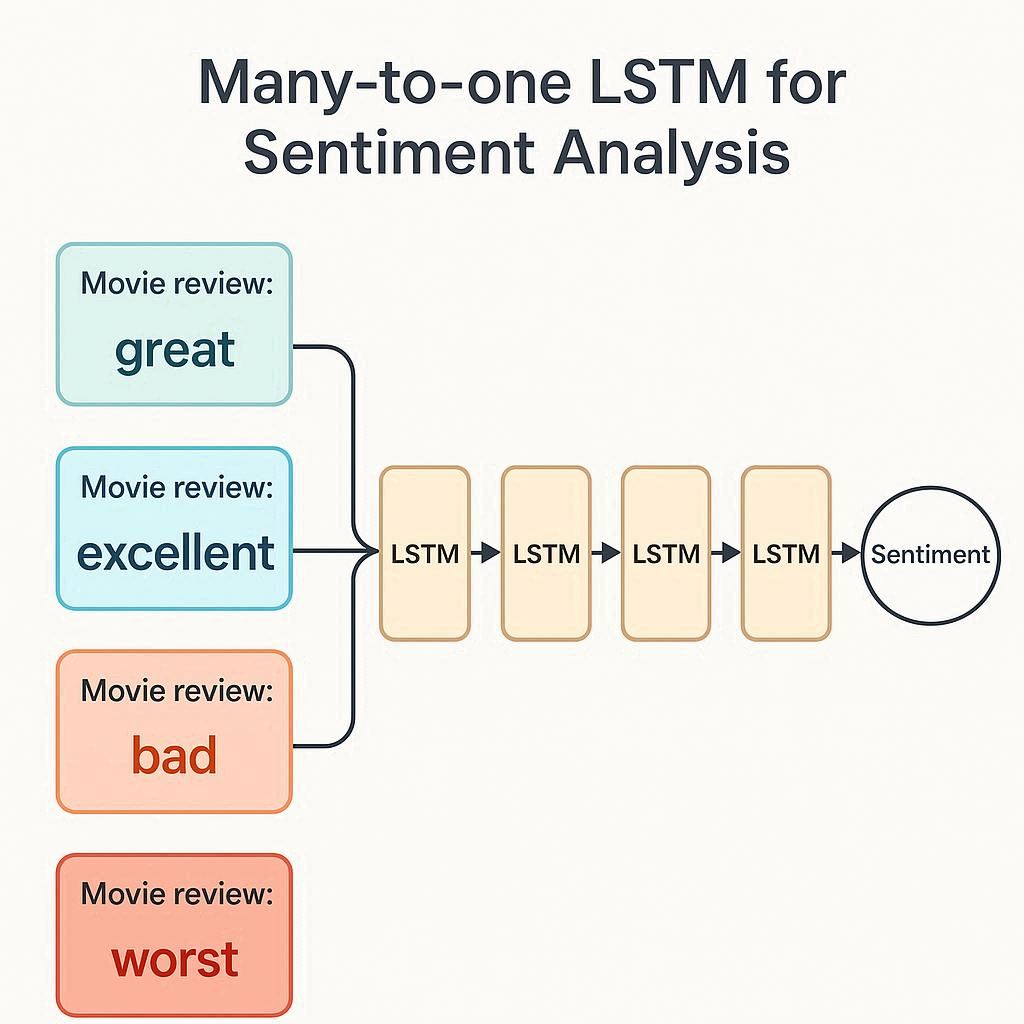 Many-to-one LSTM for
Sentiment Analysis
Movie review:
great
Movie review:
excellent
LSTM LSTM LSTM LSTM Sentiment
Movie review:
bad
Movie review:
worst